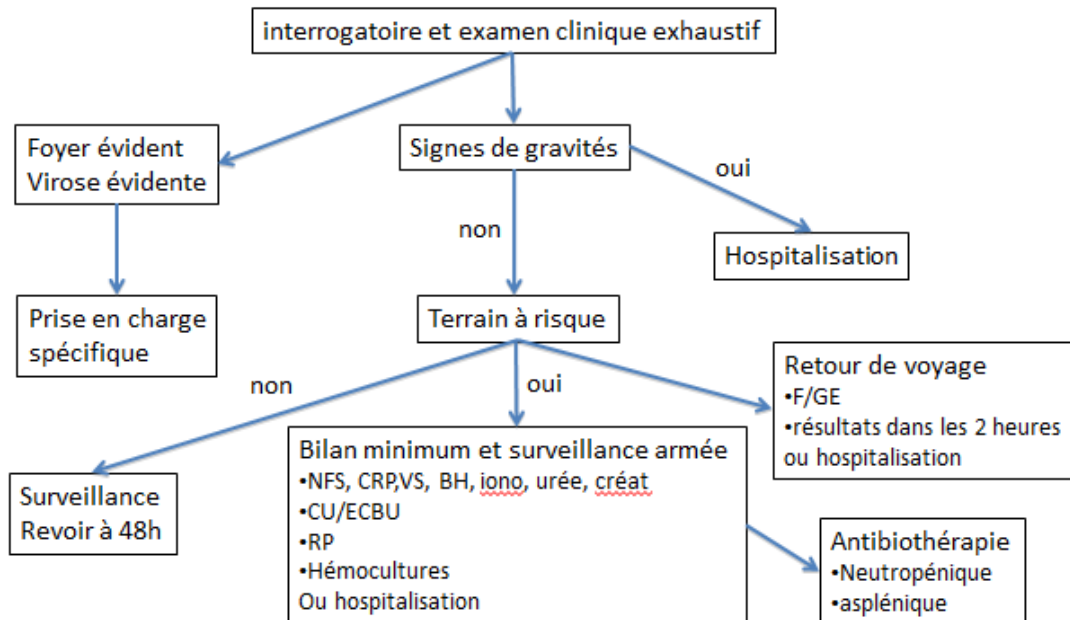 interrogatoire et examen clinique exhaustif
Foyer évident
Virose évidente
Signes de gravités
oui
non
Hospitalisation
Prise en charge
spécifique
Terrain à risque
non
oui
Retour de voyage
•F/GE
•résultats dans les 2 heures
ou hospitalisation
Surveillance
Revoir à 48h
Bilan minimum et surveillance armée
•NFS, CRP,VS, BH, iono, urée, créat
•CU/ECBU
•RP
•Hémocultures
Ou hospitalisation
Antibiothérapie
•Neutropénique
•asplénique